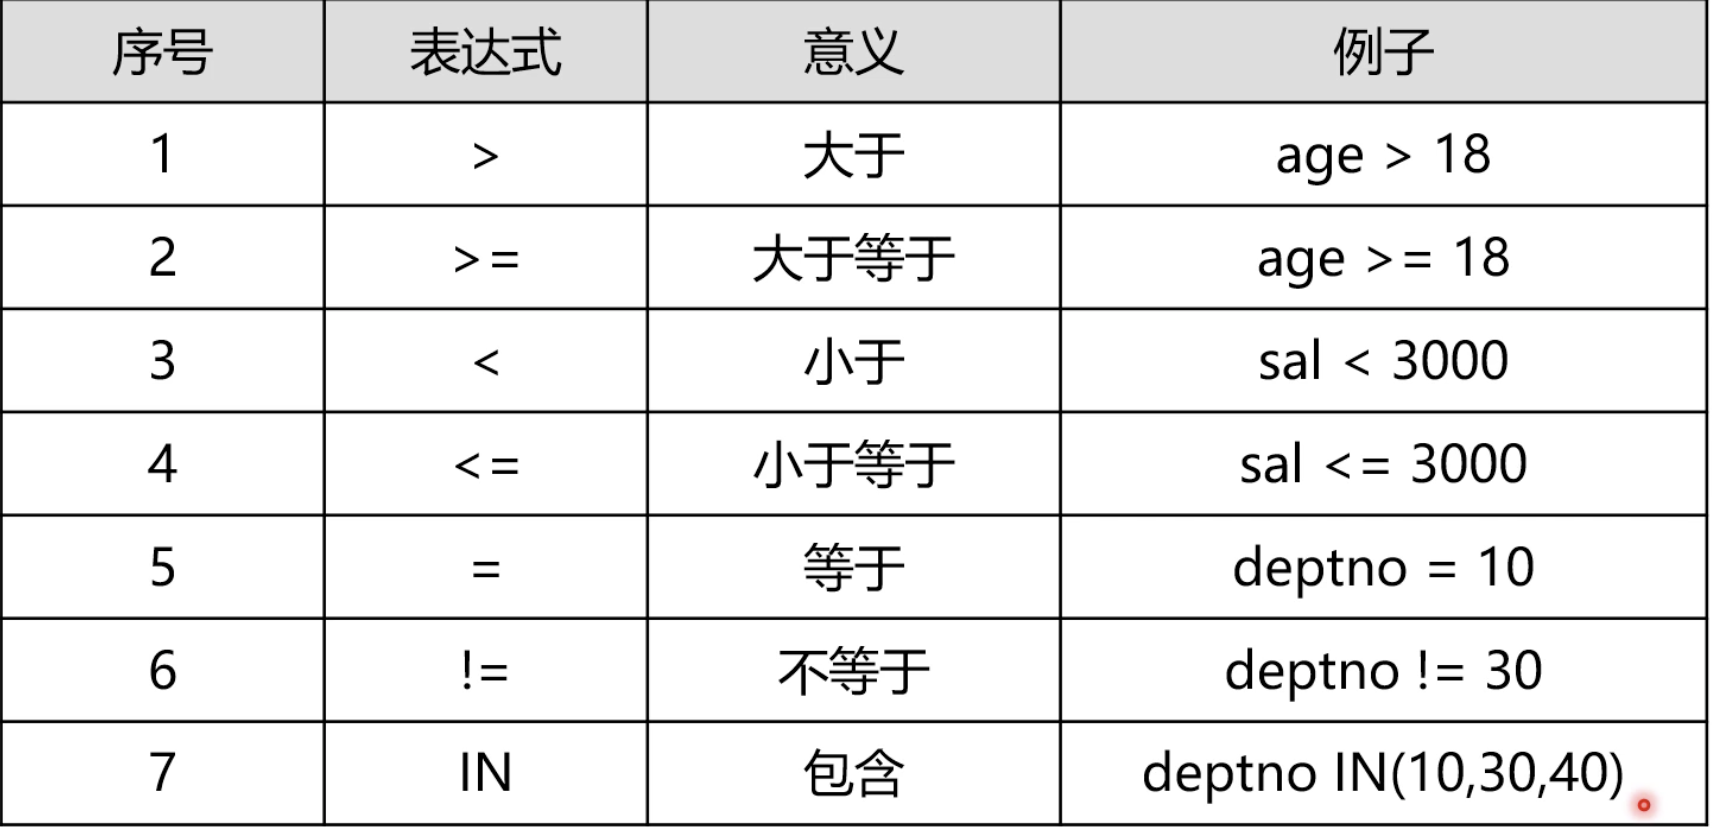 序号 表达式 意义 例子
1 > 大于 age > 18
2 >= 大于等于 age >= 18
3 < 小于 sal < 3000
4 <= 小于等于 sal <= 3000
5 = 等于 deptno = 10
6 != 不等于 deptno != 30
7 IN 包含 deptno IN(10,30,40)